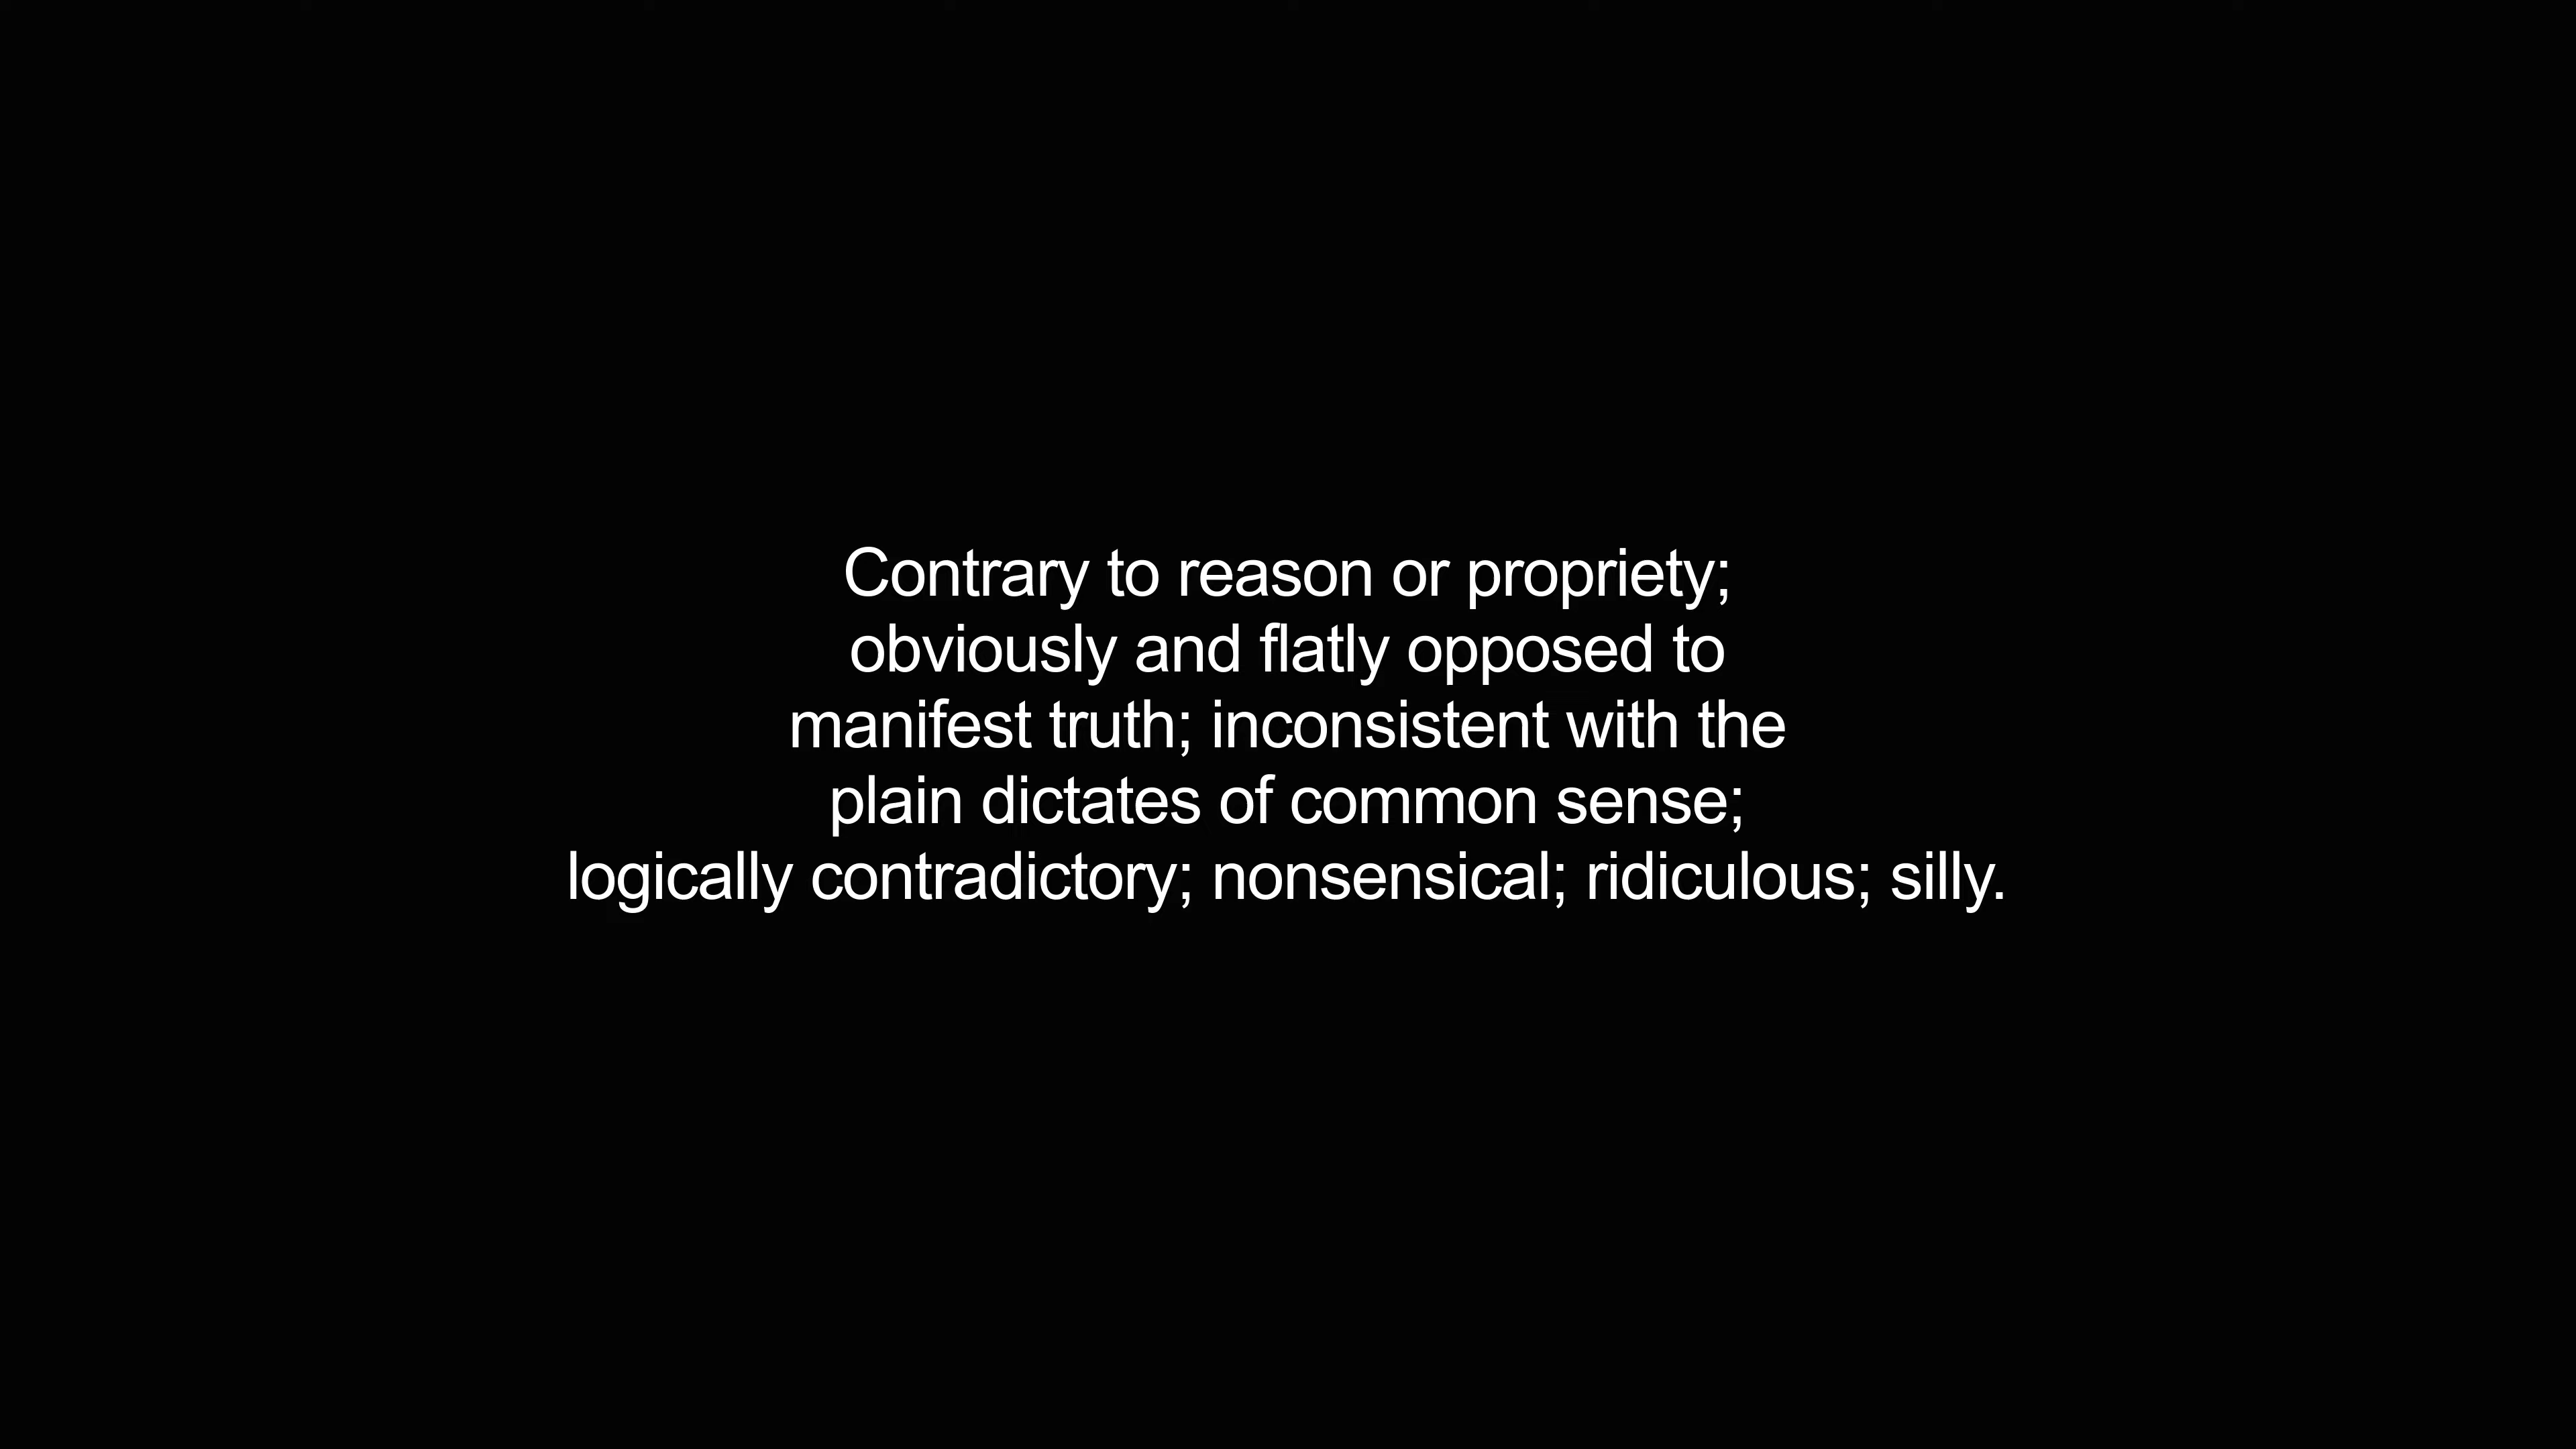 Contrary to reason or propriety;
obviously and flatly opposed to
manifest truth; inconsistent with the
plain dictates of common sense;
logically contradictory; nonsensical; ridiculous; silly.